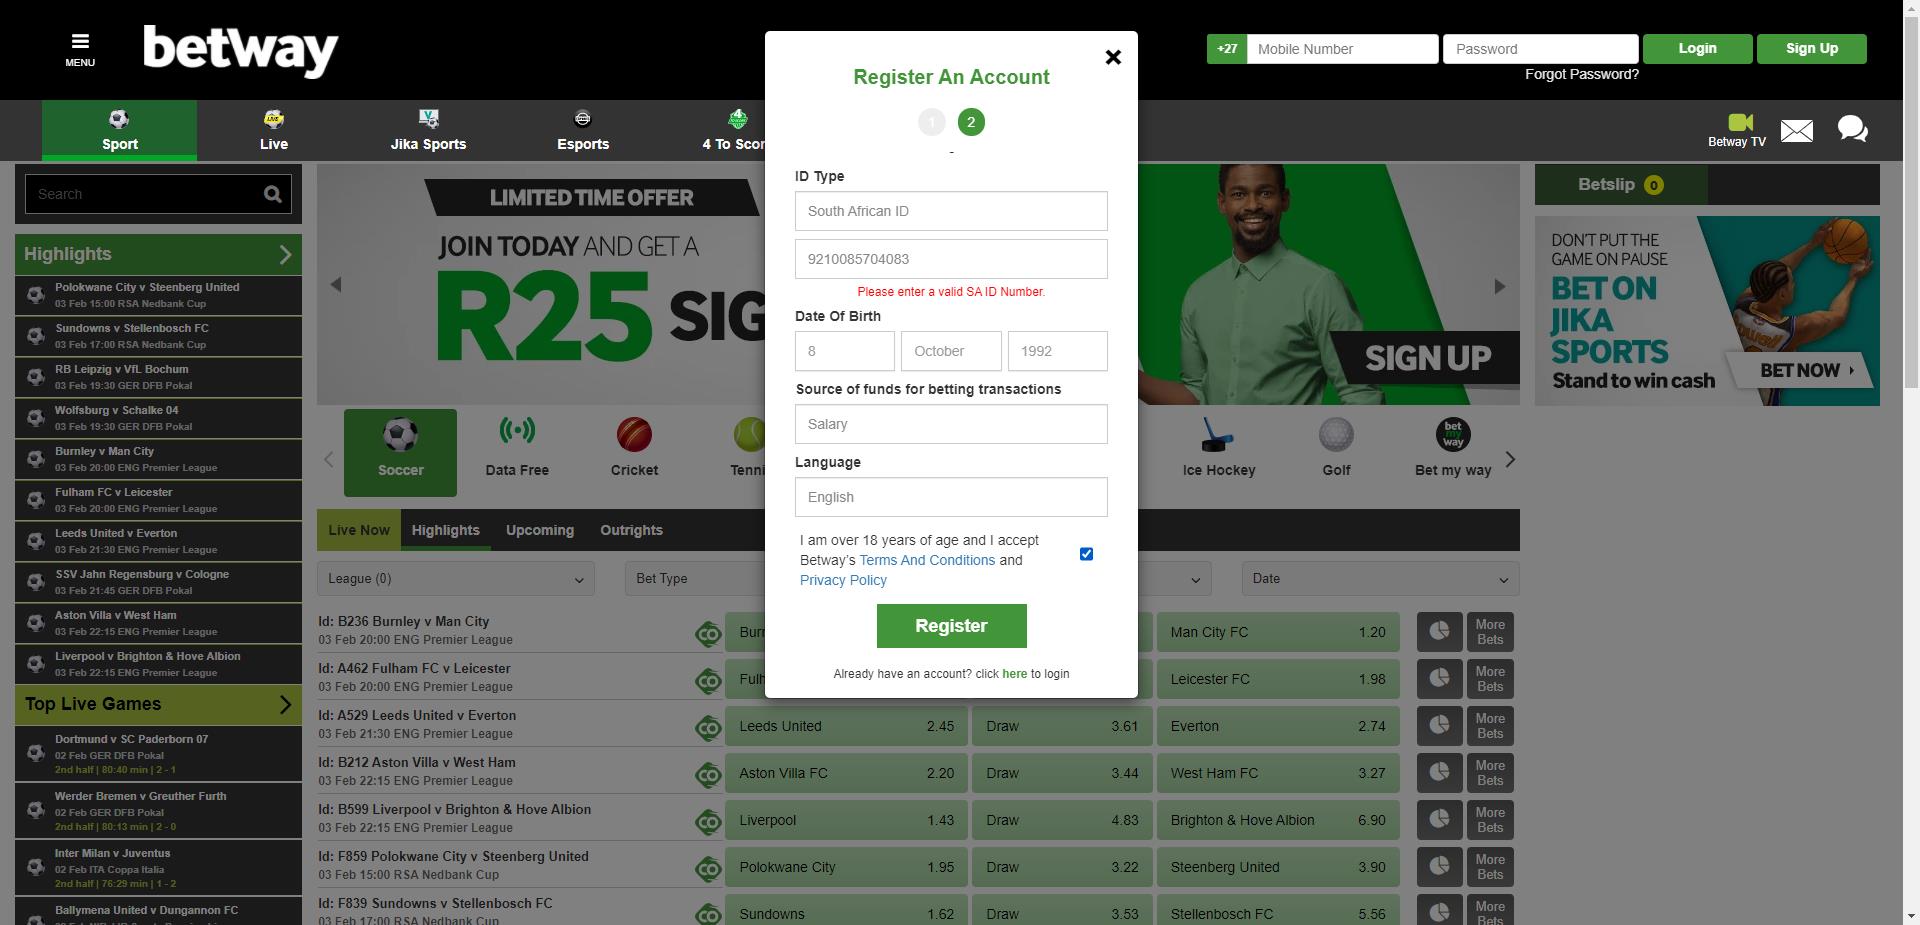 MENU
betway
+27
Mobile Number
Password
Login
Sign Up
Forgot Password?
Sport
Live
Jika Sports
Esports
4 To Scor
Betway TV
Register An Account
1
2
-
ID Type
South African ID
9210085704083
Please enter a valid SA ID Number.
Date Of Birth
8
October
1992
Source of funds for betting transactions
Salary
Language
English
I am over 18 years of age and I accept
Betway's Terms And Conditions and
Privacy Policy
Register
Already have an account? click here to login
Search
Highlights
Polokwane City v Steenberg United
03 Feb 15:00 RSA Nedbank Cup
Sundowns v Stellenbosch FC
03 Feb 17:00 RSA Nedbank Cup
RB Leipzig v VfL Bochum
03 Feb 19:30 GER DFB Pokal
Wolfsburg v Schalke 04
03 Feb 19:30 GER DFB Pokal
Burnley v Man City
03 Feb 20:00 ENG Premier League
Fulham FC v Leicester
03 Feb 20:00 ENG Premier League
Leeds United v Everton
03 Feb 21:30 ENG Premier League
SSV Jahn Regensburg v Cologne
03 Feb 21:45 GER DFB Pokal
Aston Villa v West Ham
03 Feb 22:15 ENG Premier League
Liverpool v Brighton & Hove Albion
03 Feb 22:15 ENG Premier League
Top Live Games
Dortmund v SC Paderborn 07
02 Feb GER DFB Pokal
2nd half | 80:40 min | 2 - 1
Werder Bremen v Greuther Furth
02 Feb GER DFB Pokal
2nd half | 80:13 min | 2 - 0
Inter Milan v Juventus
02 Feb ITA Coppa Italia
2nd half | 76:29 min | 1 - 2
Ballymena United v Dungannon FC
LIMITED TIME OFFER
JOIN TODAY AND GET A
R25 SIG
SIGN UP
Betslip 0
DON'T PUT THE
GAME ON PAUSE
BET ON
JIKA
SPORTS
Stand to win cash
BET NOW
Soccer
Data Free
Cricket
Tenni
Ice Hockey
Golf
bet my way
Bet my way
Live Now
Highlights
Upcoming
Outrights
League (0)
Bet Type
Date
Id: B236 Burnley v Man City
03 Feb 20:00 ENG Premier League
Burn
Man City FC 1.20
More Bets
Id: A462 Fulham FC v Leicester
03 Feb 20:00 ENG Premier League
Fulh
Leicester FC 1.98
More Bets
Id: A529 Leeds United v Everton
03 Feb 21:30 ENG Premier League
Leeds United 2.45
Draw 3.61
Everton 2.74
More Bets
Id: B212 Aston Villa v West Ham
03 Feb 22:15 ENG Premier League
Aston Villa FC 2.20
Draw 3.44
West Ham FC 3.27
More Bets
Id: B599 Liverpool v Brighton & Hove Albion
03 Feb 22:15 ENG Premier League
Liverpool 1.43
Draw 4.83
Brighton & Hove Albion 6.90
More Bets
Id: F859 Polokwane City v Steenberg United
03 Feb 15:00 RSA Nedbank Cup
Polokwane City 1.95
Draw 3.22
Steenberg United 3.90
More Bets
Id: F839 Sundowns v Stellenbosch FC
03 Feb 17:00 RSA Nedbank Cup
Sundowns 1.62
Draw 3.53
Stellenbosch FC 5.56
More Bets